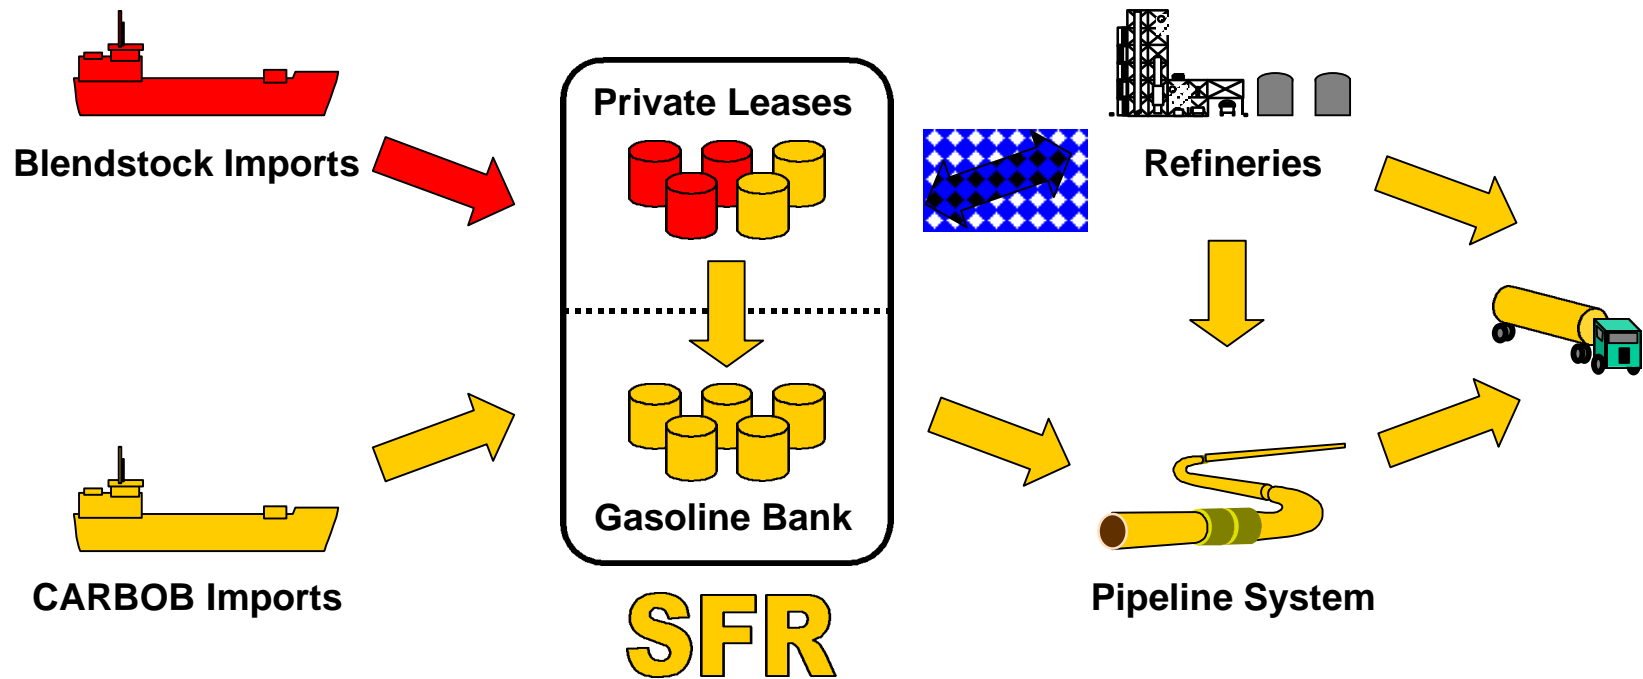 Private Leases
Blendstock Imports
Refineries
Gasoline Bank
CARBOB Imports
Pipeline System
SFR